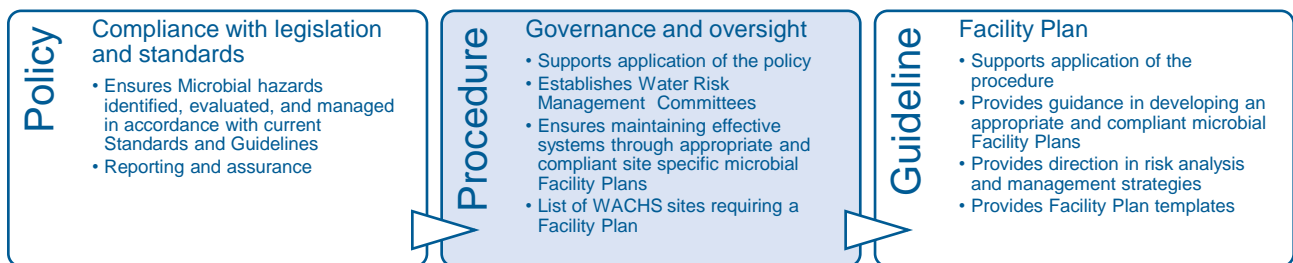 Policy
Compliance with legislation
and standards
• Ensures Microbial hazards
identified, evaluated, and managed
in accordance with current
Standards and Guidelines
• Reporting and assurance
Procedure
Governance and oversight
• Supports application of the policy
• Establishes Water Risk
Management Committees
• Ensures maintaining effective
systems through appropriate and
compliant site specific microbial
Facility Plans
• List of WACHS sites requiring a
Facility Plan
Guideline
Facility Plan
• Supports application of the
procedure
• Provides guidance in developing an
appropriate and compliant microbial
Facility Plans
• Provides direction in risk analysis
and management strategies
• Provides Facility Plan templates